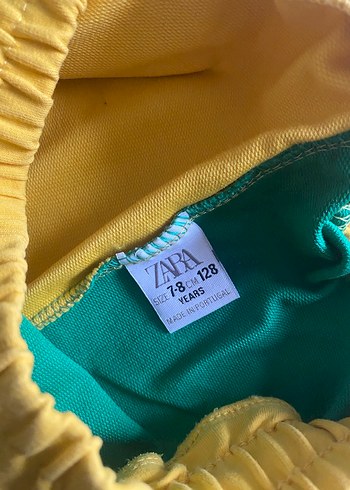 ZARA
SIZE 7-8 CM 128
YEARS
MADE IN PORTUGAL